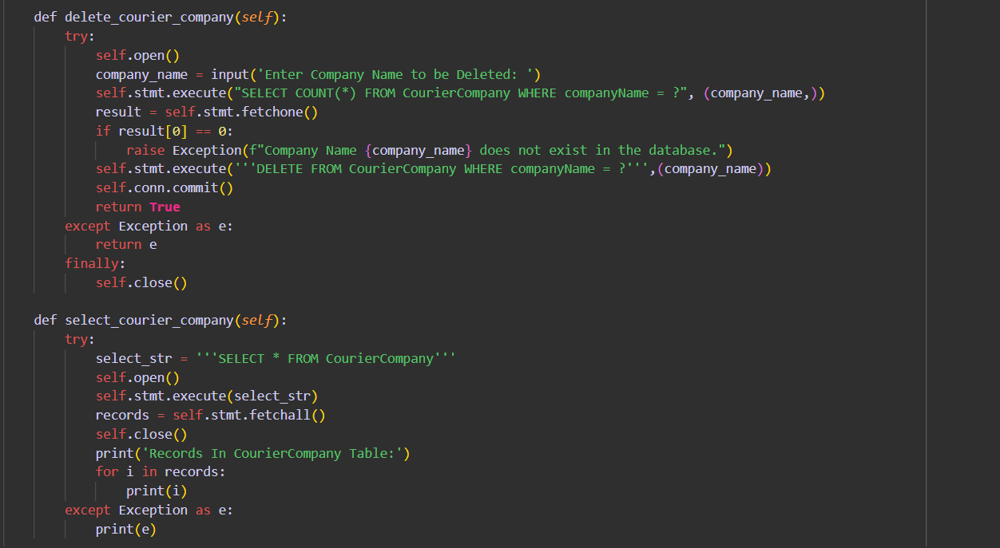 def delete_courier_company(self):
    try:
        self.open()
        company_name = input('Enter Company Name to be Deleted: ')
        self.stmt.execute("SELECT COUNT(*) FROM CourierCompany WHERE companyName = ?", (company_name,))
        result = self.stmt.fetchone()
        if result[0] == 0:
            raise Exception(f"Company Name {company_name} does not exist in the database.")
        self.stmt.execute('''DELETE FROM CourierCompany WHERE companyName = ?''',(company_name))
        self.conn.commit()
        return True
    except Exception as e:
        return e
    finally:
        self.close()

def select_courier_company(self):
    try:
        select_str = '''SELECT * FROM CourierCompany'''
        self.open()
        self.stmt.execute(select_str)
        records = self.stmt.fetchall()
        self.close()
        print('Records In CourierCompany Table:')
        for i in records:
            print(i)
    except Exception as e:
        print(e)